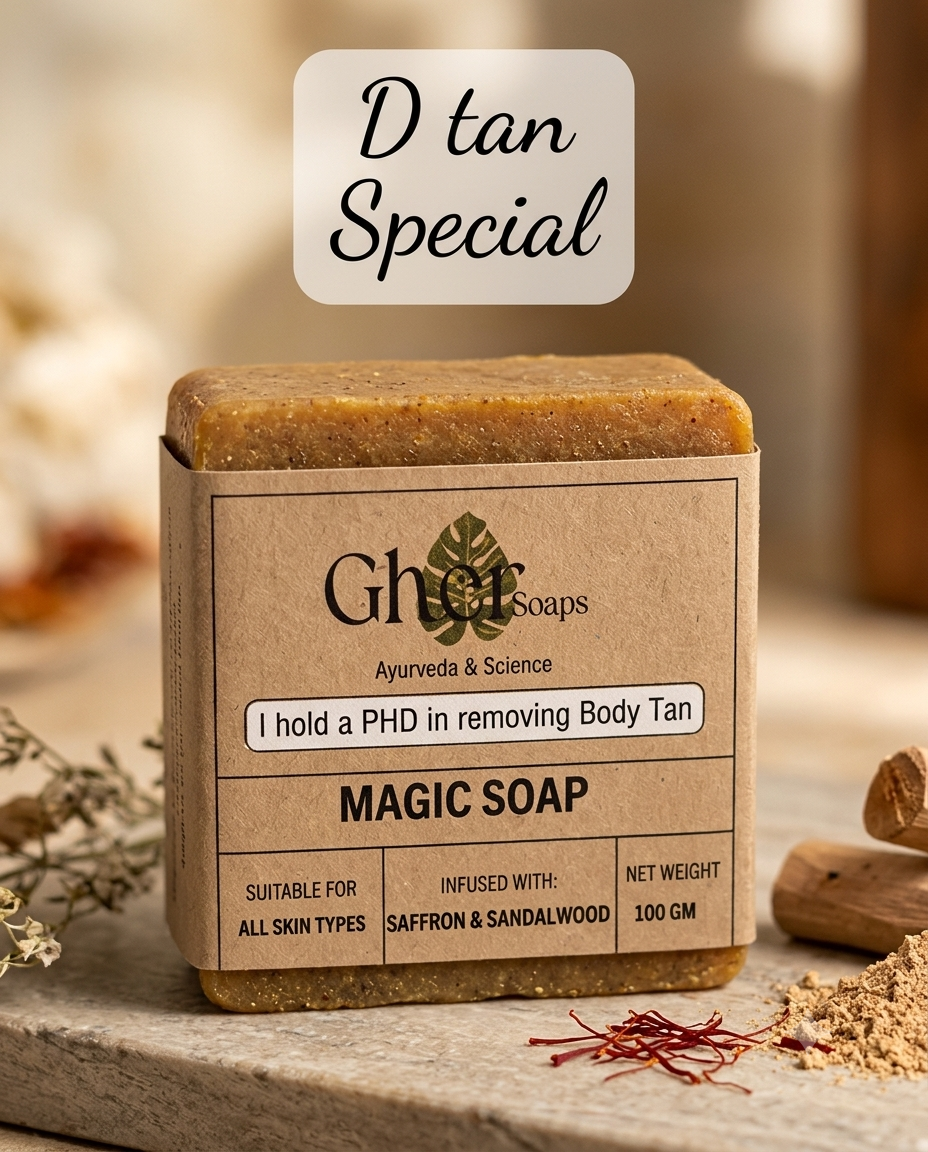 D tan
Special
Gher Soaps
Ayurveda & Science
I hold a PHD in removing Body Tan
MAGIC SOAP
SUITABLE FOR
ALL SKIN TYPES
INFUSED WITH:
SAFFRON & SANDALWOOD
NET WEIGHT
100 GM